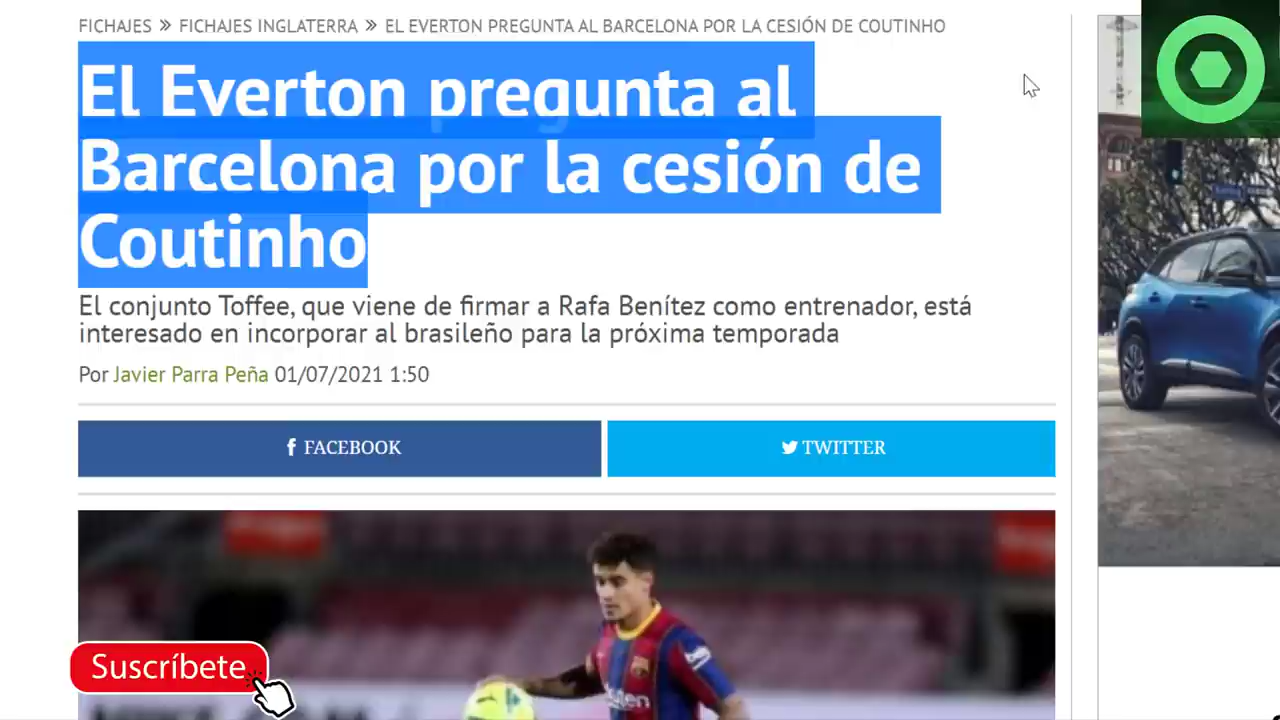 FICHAJES » FICHAJES INGLATERRA » EL EVERTON PREGUNTA AL BARCELONA POR LA CESIÓN DE COUTINHO
El Everton pregunta al
Barcelona por la cesión de
Coutinho
El conjunto Toffee, que viene de firmar a Rafa Benítez como entrenador, está
interesado en incorporar al brasileño para la próxima temporada
Por Javier Parra Peña 01/07/2021 1:50
FACEBOOK
TWITTER
Suscríbete